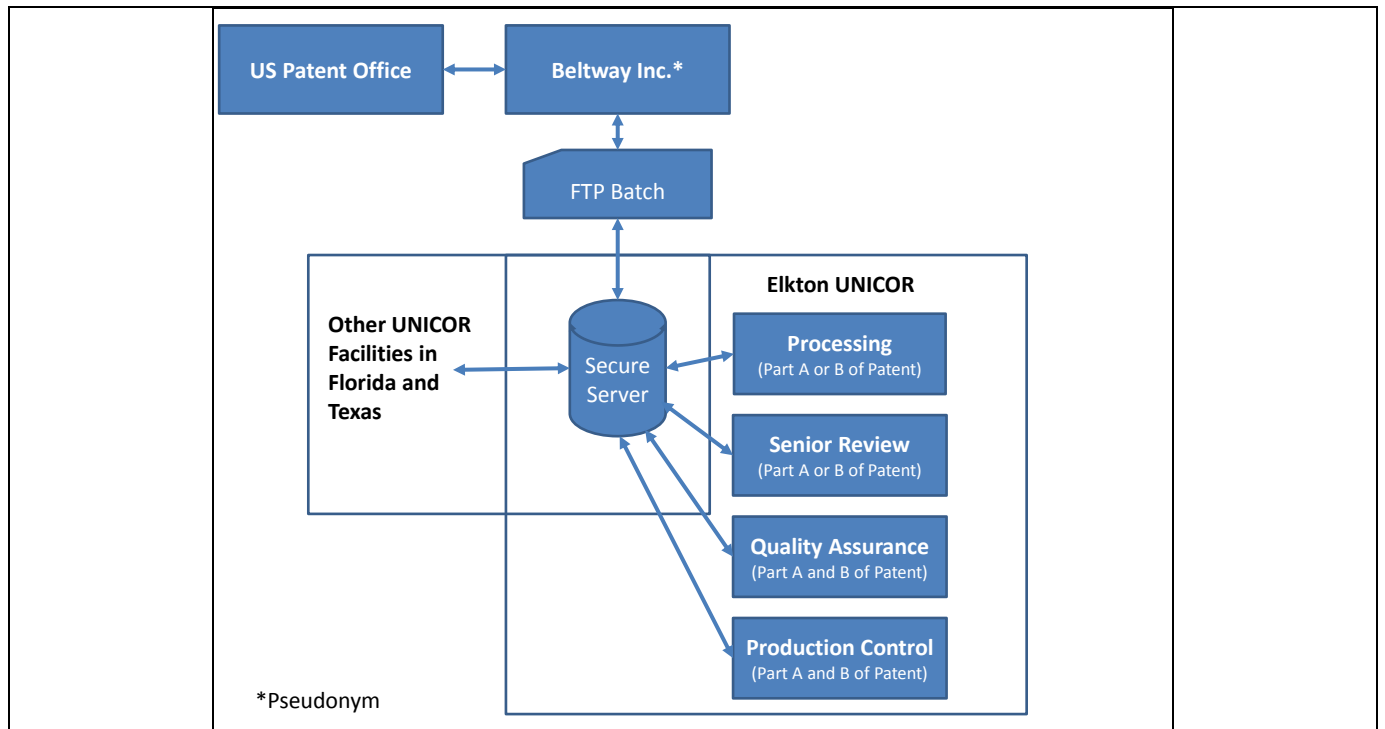 US Patent Office
Beltway Inc.*
FTP Batch
Elkton UNICOR
Other UNICOR
Facilities in
Florida and
Texas
Secure
Server
Processing
(Part A or B of Patent)
Senior Review
(Part A or B of Patent)
Quality Assurance
(Part A and B of Patent)
Production Control
(Part A and B of Patent)
*Pseudonym